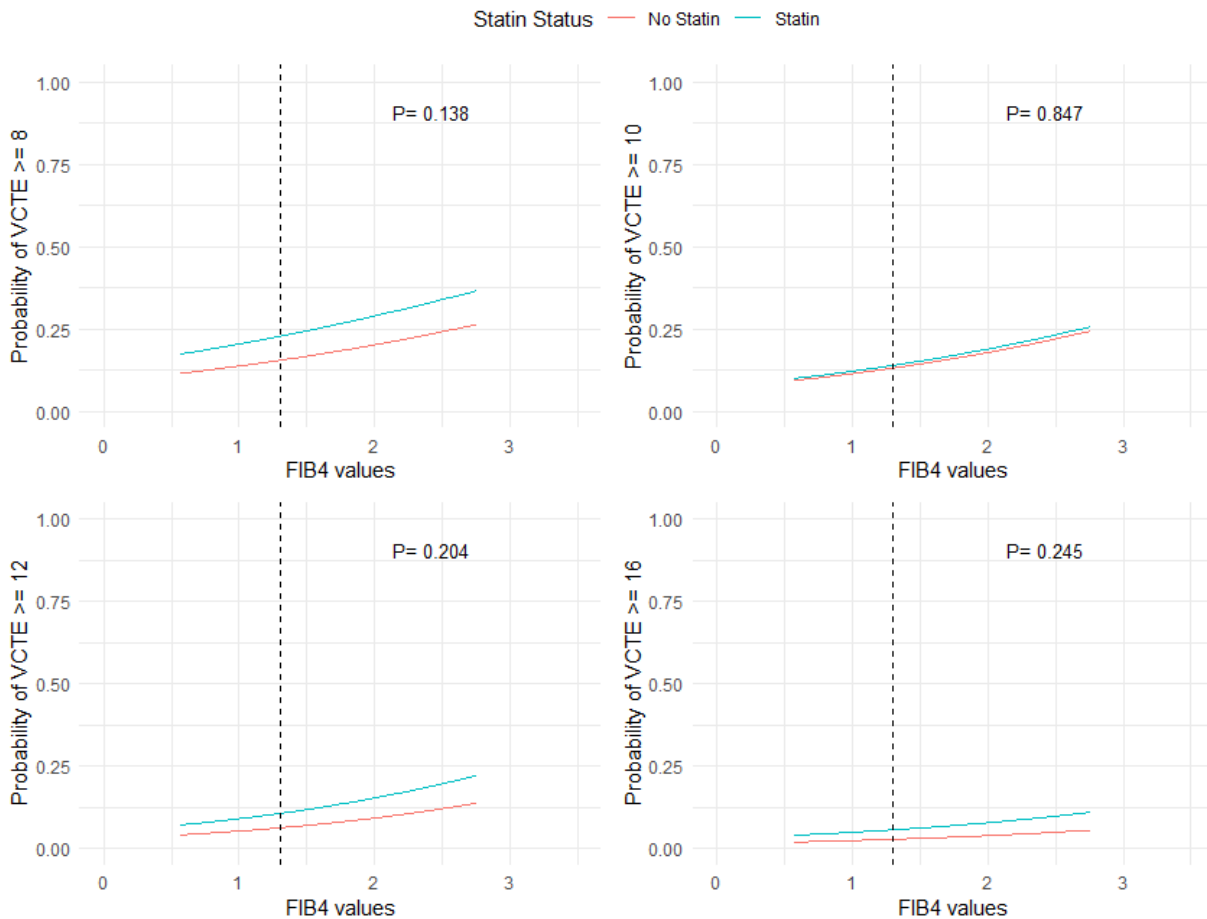 Statin Status No Statin Statin
Probability of VCTE >= 8
1.00
0.75
0.50
0.25
0.00
P= 0.138
0 1 2 3
FIB4 values
Probability of VCTE >= 10
1.00
0.75
0.50
0.25
0.00
P= 0.847
0 1 2 3
FIB4 values
Probability of VCTE >= 12
1.00
0.75
0.50
0.25
0.00
P= 0.204
0 1 2 3
FIB4 values
Probability of VCTE >= 16
1.00
0.75
0.50
0.25
0.00
P= 0.245
0 1 2 3
FIB4 values